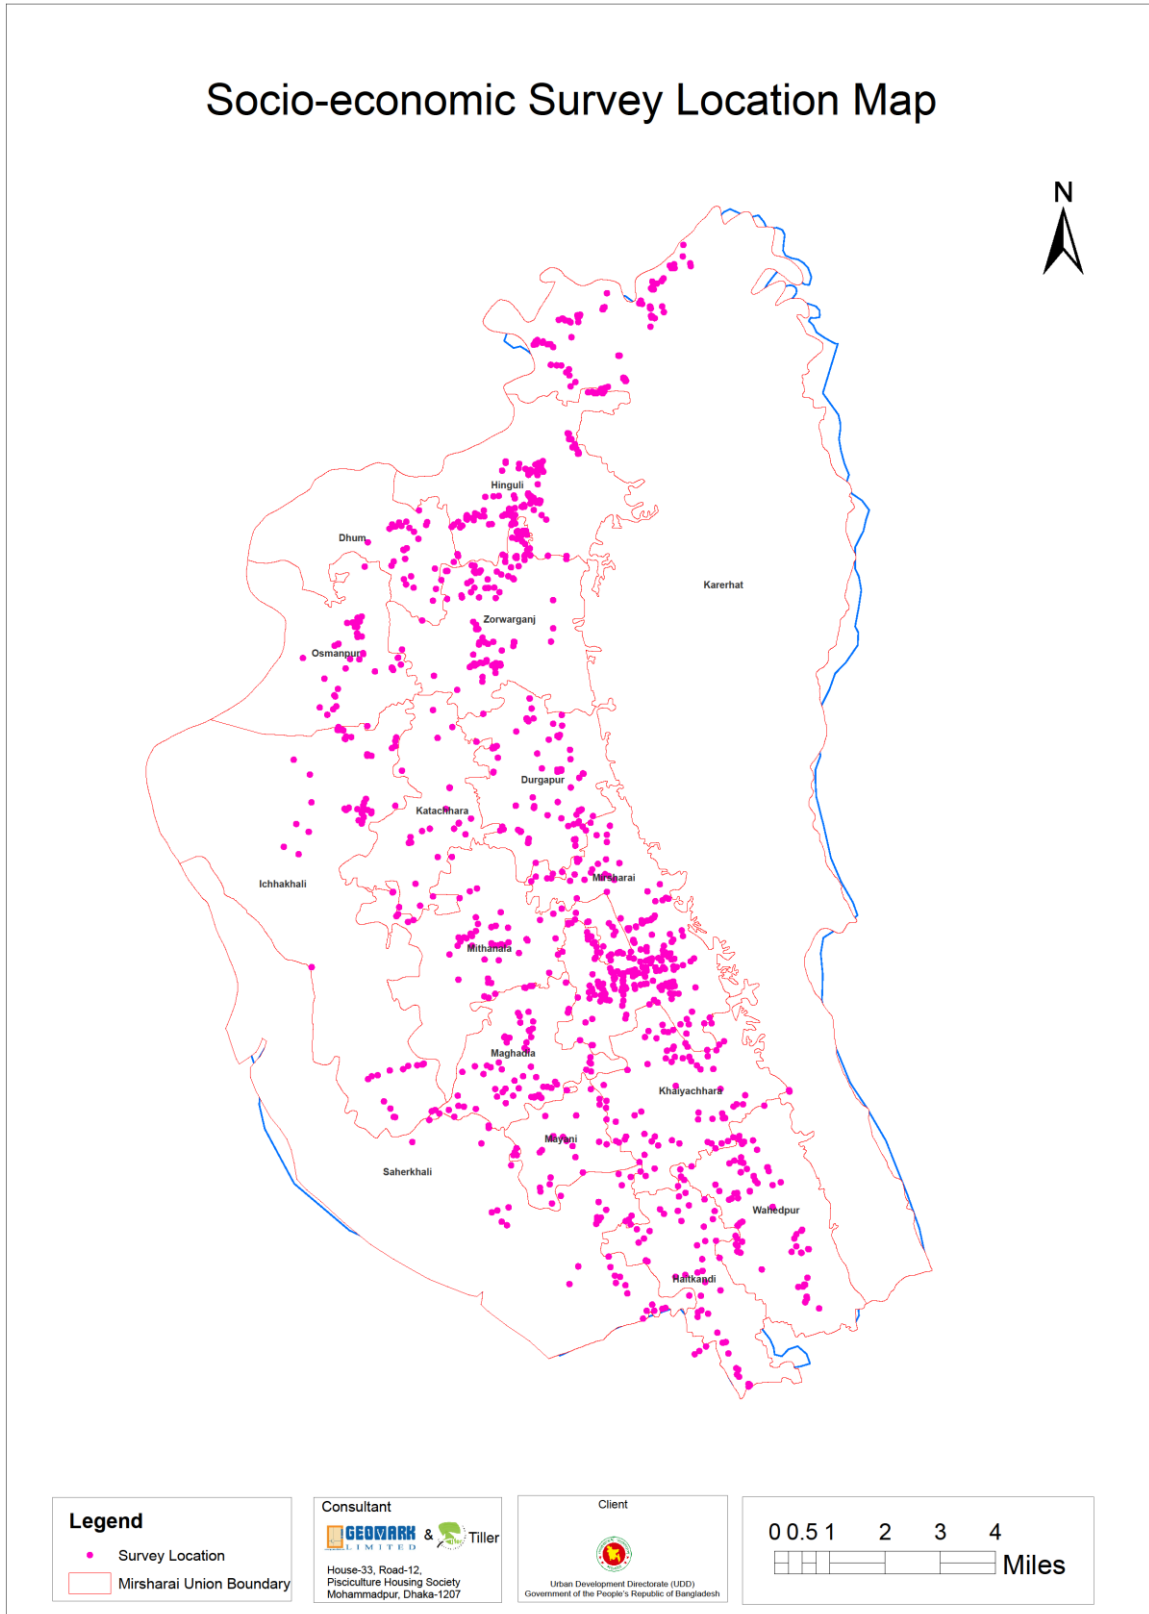 Socio-economic Survey Location Map
N
Hinguli
Dhum
Karerhat
Zorwarganj
Osmanpur
Durgapur
Katachhara
Mirsharai
Ichhakhali
Mithanala
Maghadia
Khaiyachhara
Mayani
Saherkhali
Wahedpur
Haitkandi
Legend
Survey Location
Mirsharai Union Boundary
Consultant
GEOMARK LIMITED & Tiller
House-33, Road-12,
Pisciculture Housing Society
Mohammadpur, Dhaka-1207
Client
Urban Development Directorate (UDD)
Government of the People's Republic of Bangladesh
0 0.5 1 2 3 4
Miles